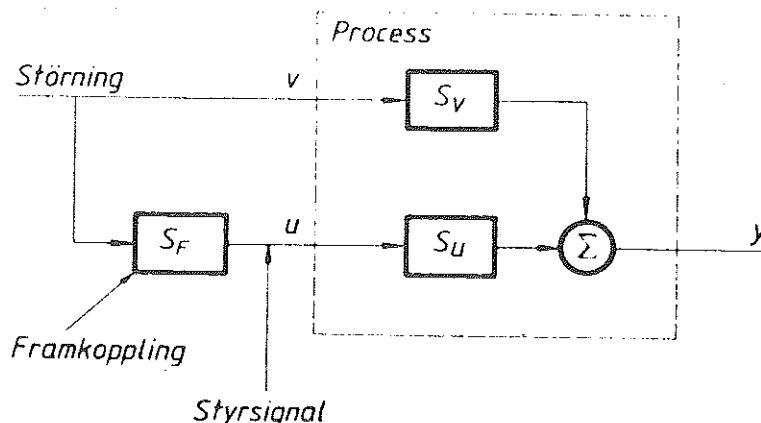 Process
Störning
v
S_v
S_F
u
S_u
Σ
y
Framkoppling
Styrsignal